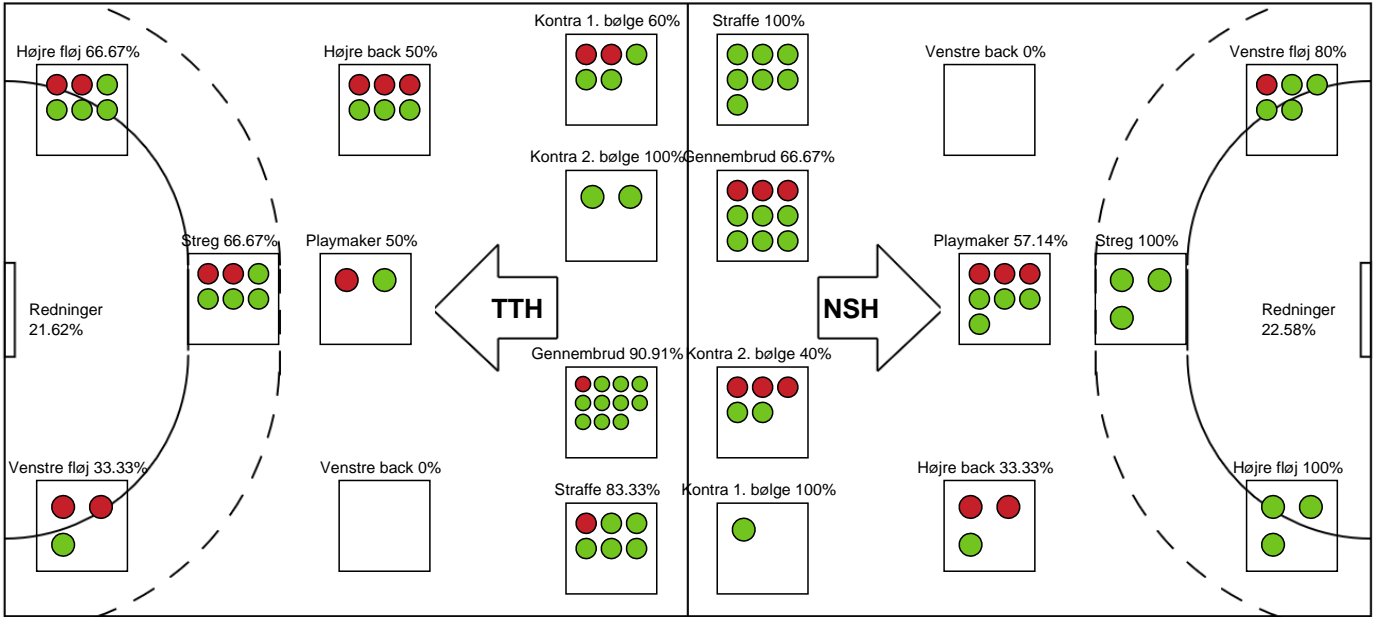 Kontra 1. bølge 60%
Straffe 100%
Højre fløj 66.67%
Højre back 50%
Venstre back 0%
Venstre fløj 80%
Kontra 2. bølge 100%
Gennembrud 66.67%
Streg 66.67%
Playmaker 50%
Playmaker 57.14%
Streg 100%
Redninger
21.62%
TTH
NSH
Redninger
22.58%
Gennembrud 90.91%
Kontra 2. bølge 40%
Venstre fløj 33.33%
Venstre back 0%
Straffe 83.33%
Kontra 1. bølge 100%
Højre back 33.33%
Højre fløj 100%